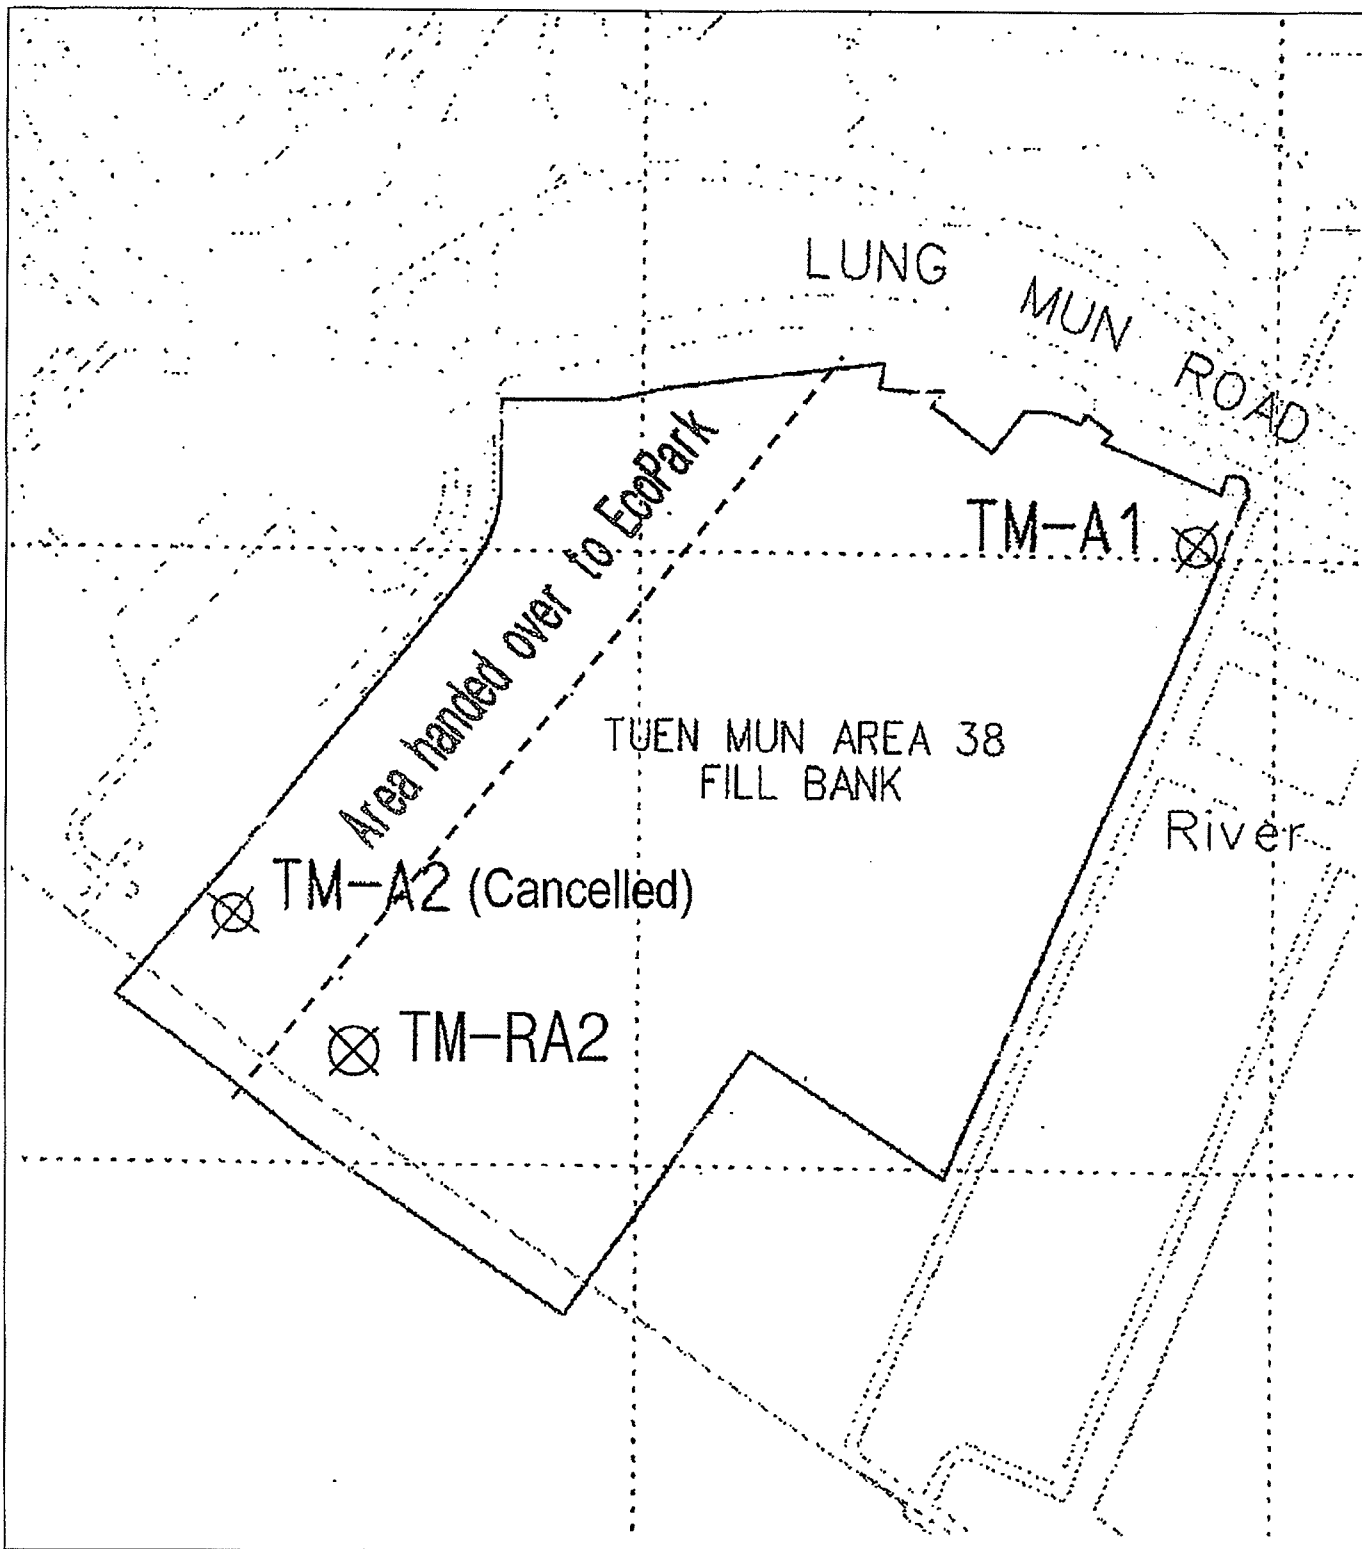 LUNG MUN ROAD
Area handed over to EcoPark
TM-A1
TUEN MUN AREA 38
FILL BANK
River
TM-A2 (Cancelled)
TM-RA2